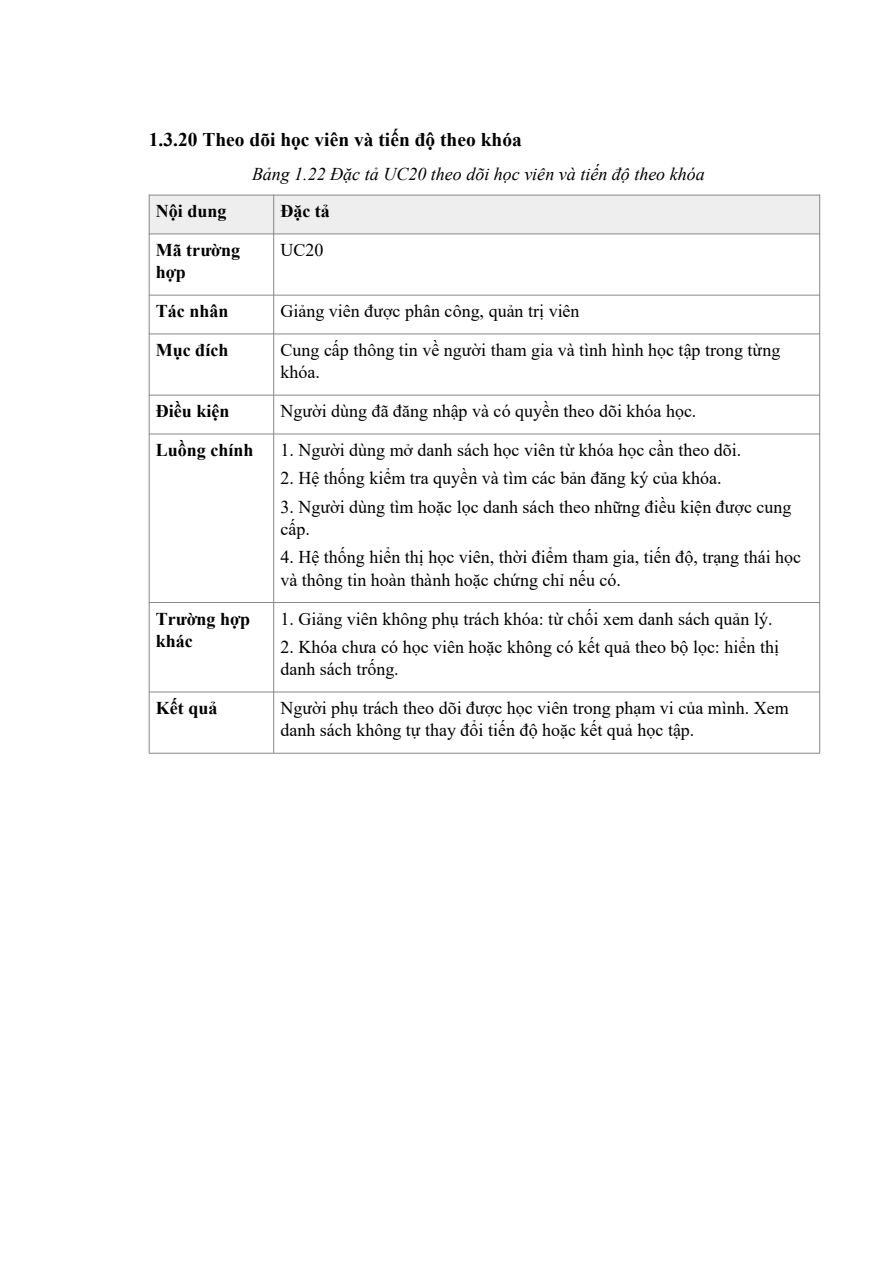 1.3.20 Theo dõi học viên và tiến độ theo khóa
Bảng 1.22 Đặc tả UC20 theo dõi học viên và tiến độ theo khóa
Nội dung
Đặc tả
Mã trường
hợp
UC20
Tác nhân
Giảng viên được phân công, quản trị viên
Mục đích
Cung cấp thông tin về người tham gia và tình hình học tập trong từng
khóa.
Điều kiện
Người dùng đã đăng nhập và có quyền theo dõi khóa học.
Luồng chính
1. Người dùng mở danh sách học viên từ khóa học cần theo dõi.
2. Hệ thống kiểm tra quyền và tìm các bản đăng ký của khóa.
3. Người dùng tìm hoặc lọc danh sách theo những điều kiện được cung
cấp.
4. Hệ thống hiển thị học viên, thời điểm tham gia, tiến độ, trạng thái học
và thông tin hoàn thành hoặc chứng chỉ nếu có.
Trường hợp
khác
1. Giảng viên không phụ trách khóa: từ chối xem danh sách quản lý.
2. Khóa chưa có học viên hoặc không có kết quả theo bộ lọc: hiển thị
danh sách trống.
Kết quả
Người phụ trách theo dõi được học viên trong phạm vi của mình. Xem
danh sách không tự thay đổi tiến độ hoặc kết quả học tập.